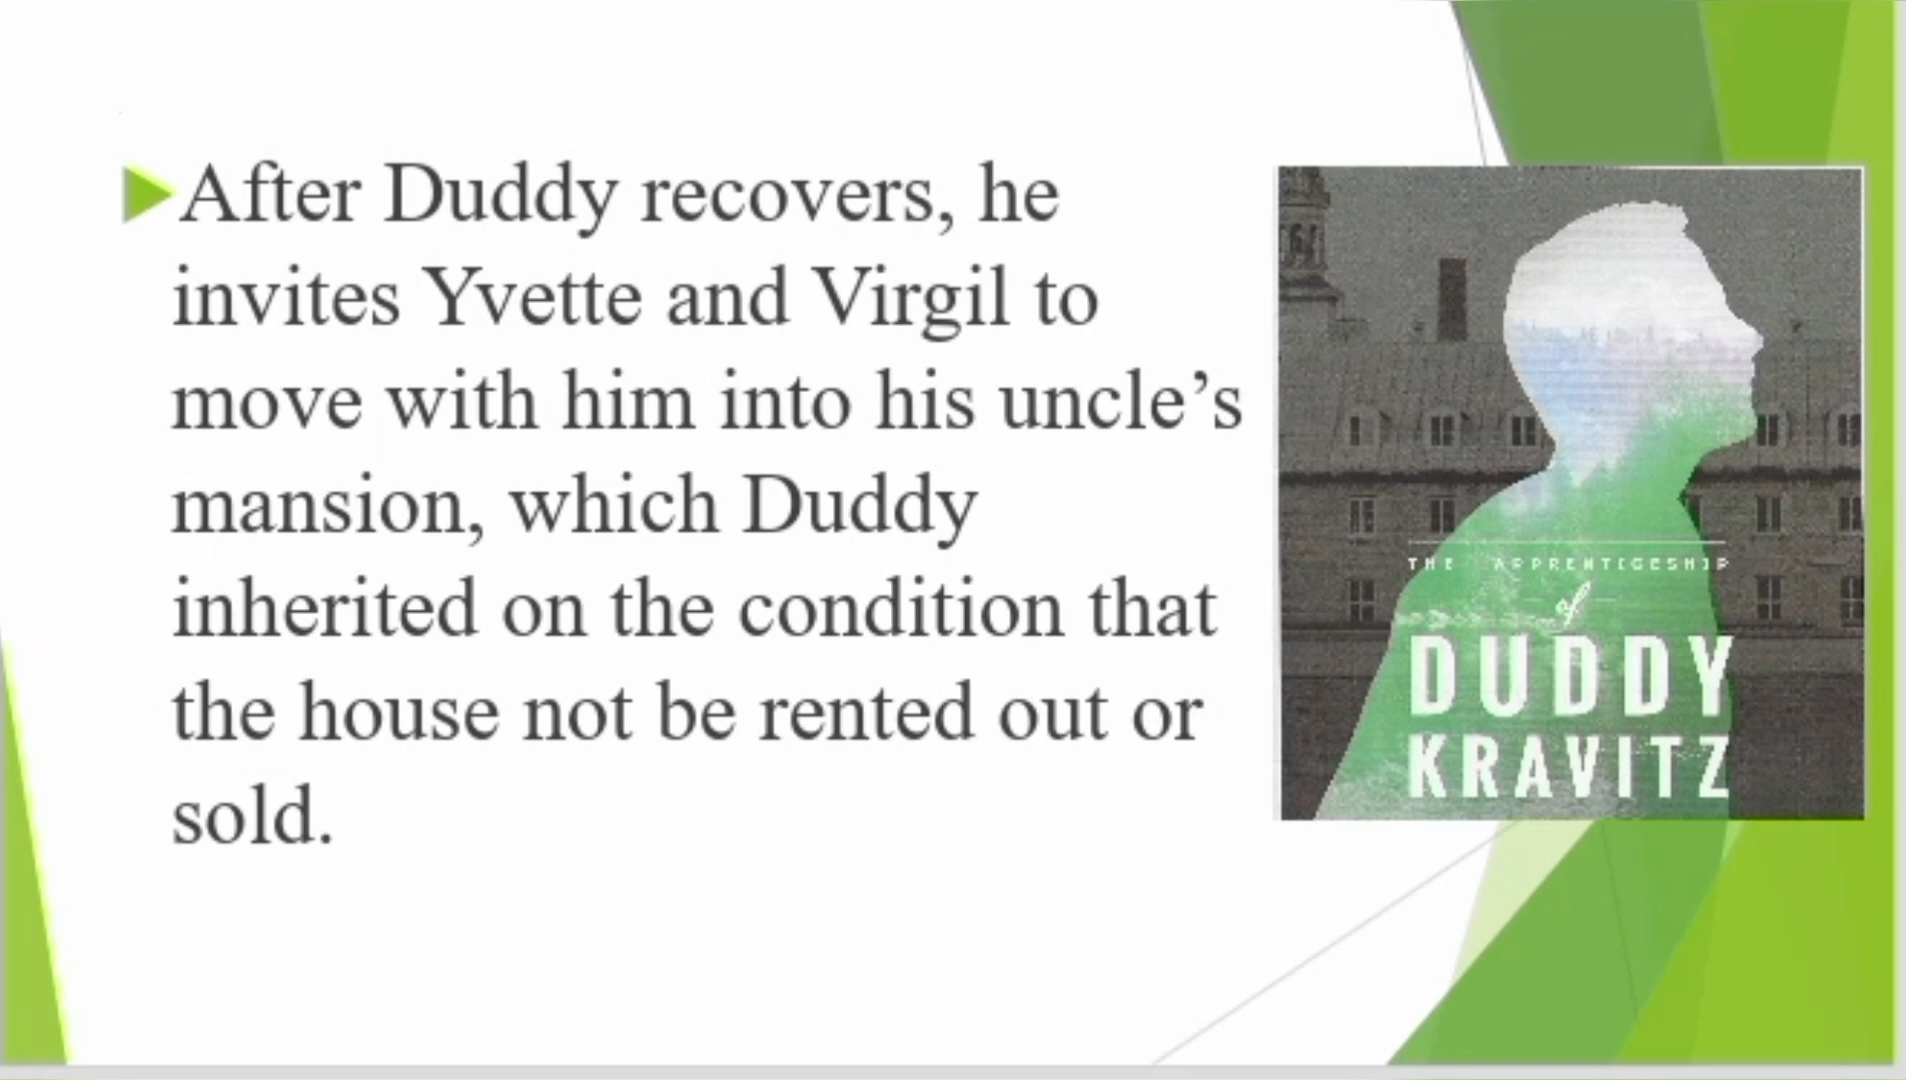 After Duddy recovers, he
invites Yvette and Virgil to
move with him into his uncle’s
mansion, which Duddy
inherited on the condition that
the house not be rented out or
sold.
THE APPRENTICESHIP
of
DUDDY
KRAVITZ